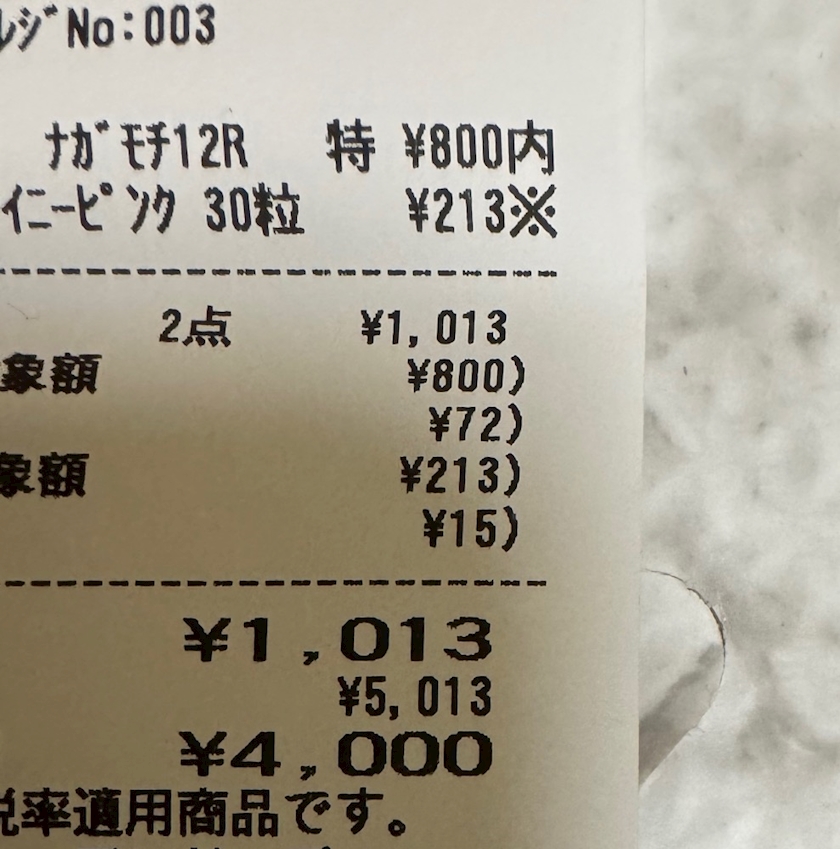 ﾚｼﾞNo:003
ﾅｶﾞﾓﾁ12R 特 ¥800内
ｲﾆｰﾋﾟﾝｸ 30粒 ¥213※
2点 ¥1,013
象額 ¥800)
¥72)
象額 ¥213)
¥15)
¥1,013
¥5,013
¥4,000
税率適用商品です。